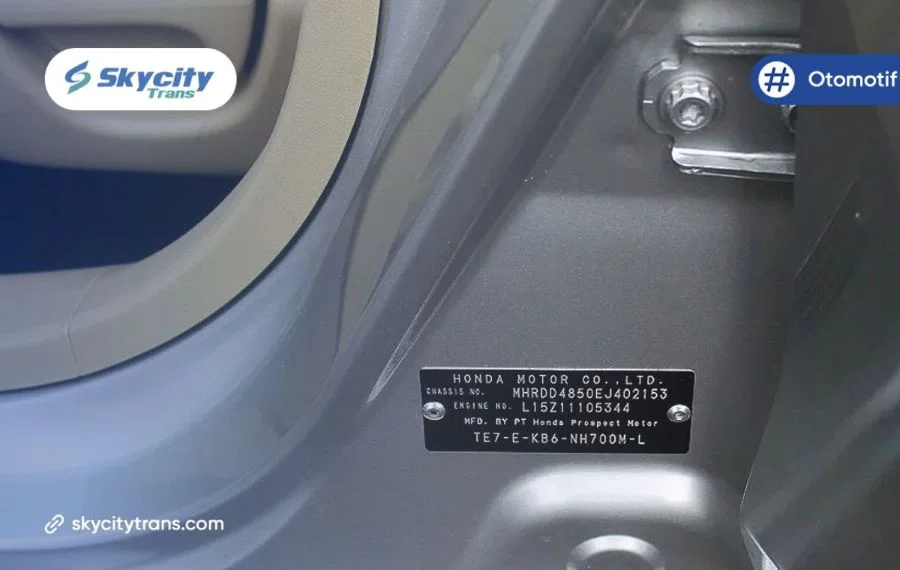 Skycity
Trans
# Otomotif
HONDA MOTOR CO.,LTD.
CHASSIS NO. MHRDD4850EJ402153
ENGINE NO. L15Z11105344
MFD. BY PT Honda Prospect Motor
TE7-E-KB6-NH700M-L
skycitytrans.com